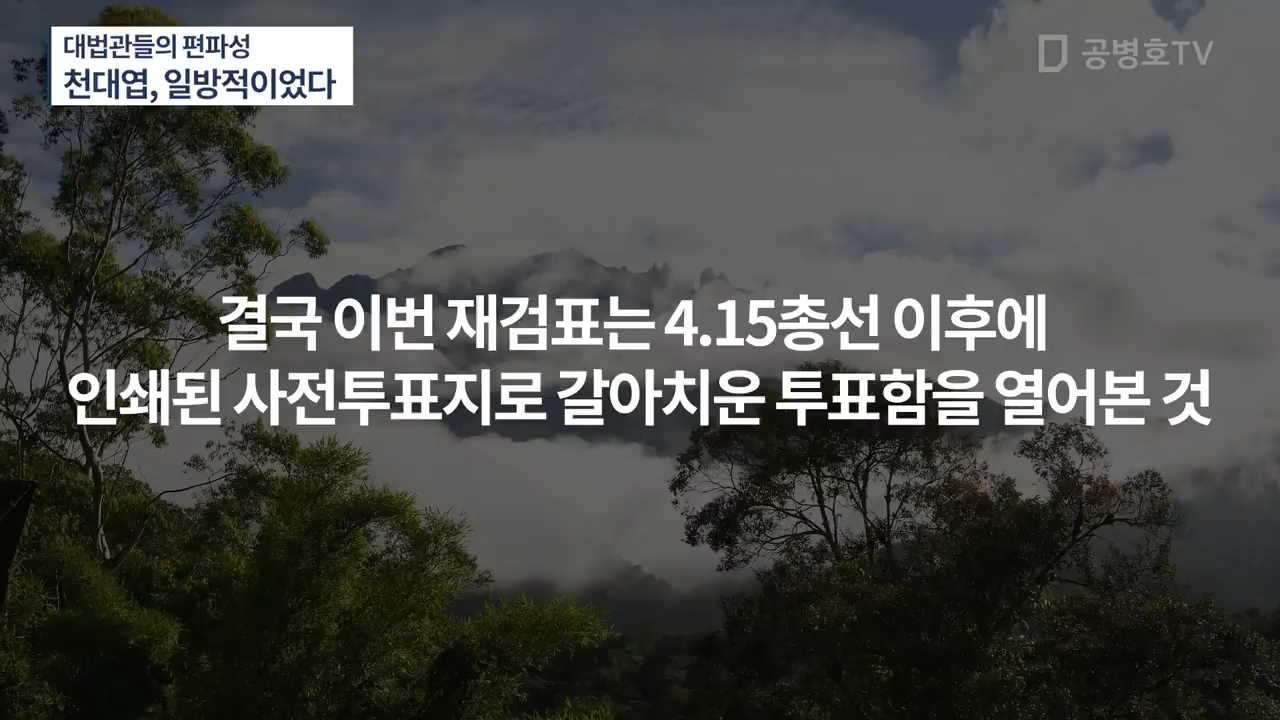 대법관들의 편파성
천대엽, 일방적이었다
공병호TV
결국 이번 재검표는 4.15총선 이후에
인쇄된 사전투표지로 갈아치운 투표함을 열어본 것